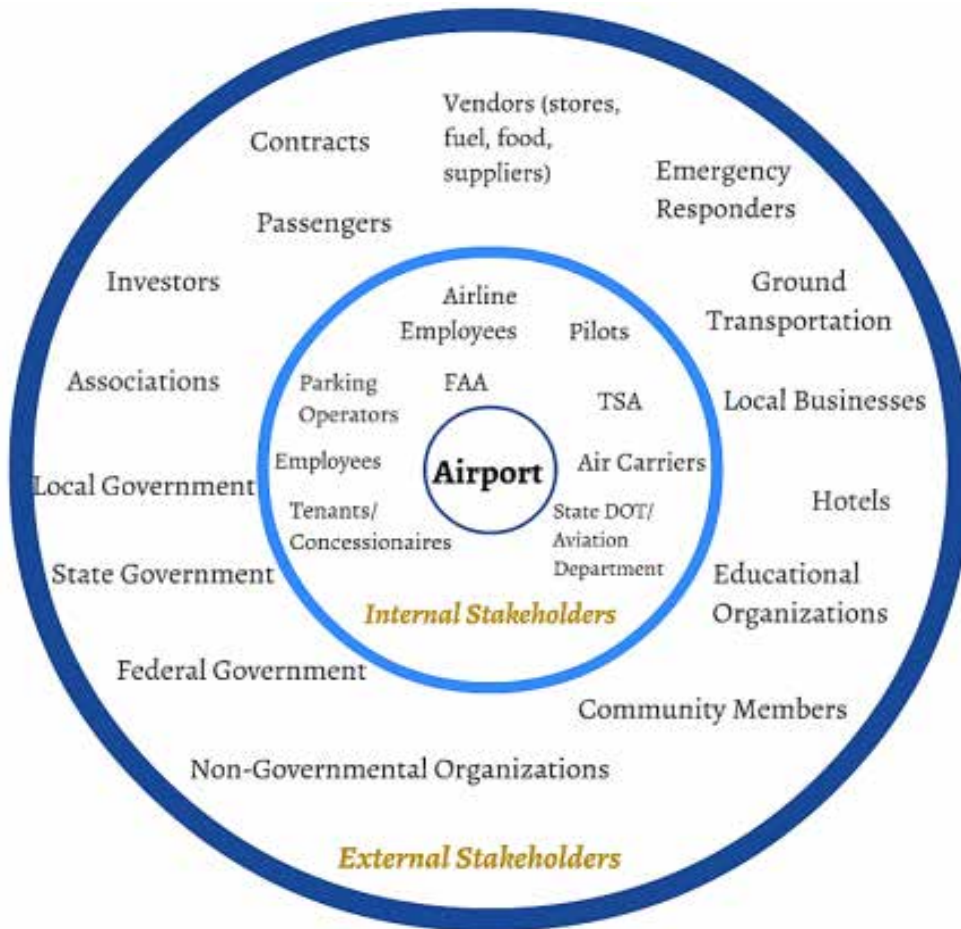 Vendors (stores,
fuel, food,
suppliers)
Contracts
Emergency
Responders
Passengers
Investors
Ground
Transportation
Airline
Employees
Pilots
Associations
Parking
Operators
FAA
TSA
Local Businesses
Employees
Airport
Air Carriers
Local Government
Hotels
Tenants/
Concessionaires
State DOT/
Aviation
Department
State Government
Educational
Organizations
Internal Stakeholders
Federal Government
Community Members
Non-Governmental Organizations
External Stakeholders